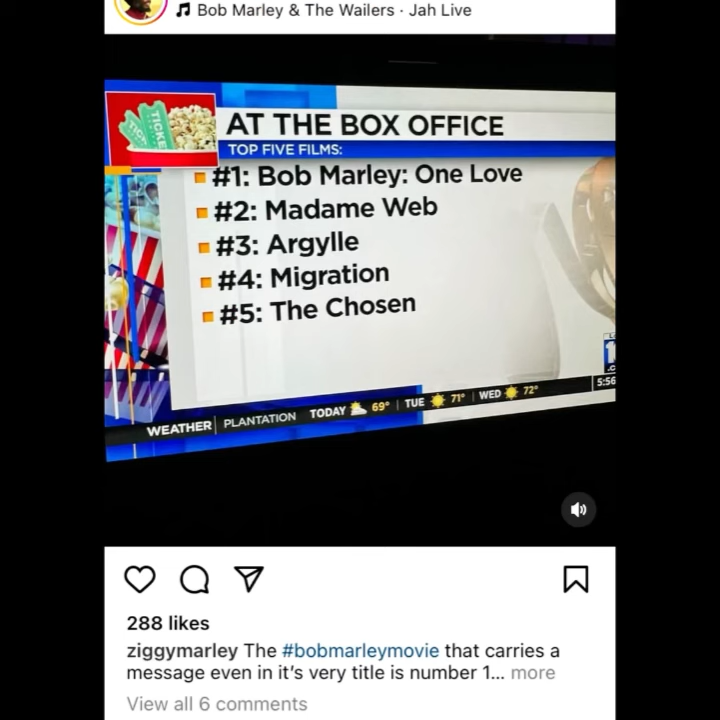 Bob Marley & The Wailers · Jah Live
TICKE
AT THE BOX OFFICE
TOP FIVE FILMS:
#1: Bob Marley: One Love
#2: Madame Web
#3: Argylle
#4: Migration
#5: The Chosen
WEATHER PLANTATION TODAY 69° TUE 71° WED 72° 5:56
288 likes
ziggymarley The #bobmarleymovie that carries a
message even in it's very title is number 1... more
View all 6 comments